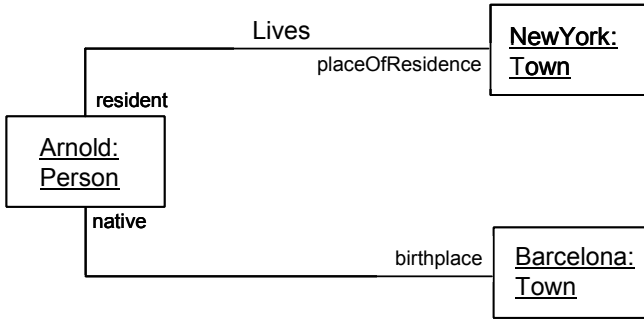 Lives
NewYork:
Town
placeOfResidence
resident
Arnold:
Person
native
birthplace
Barcelona:
Town